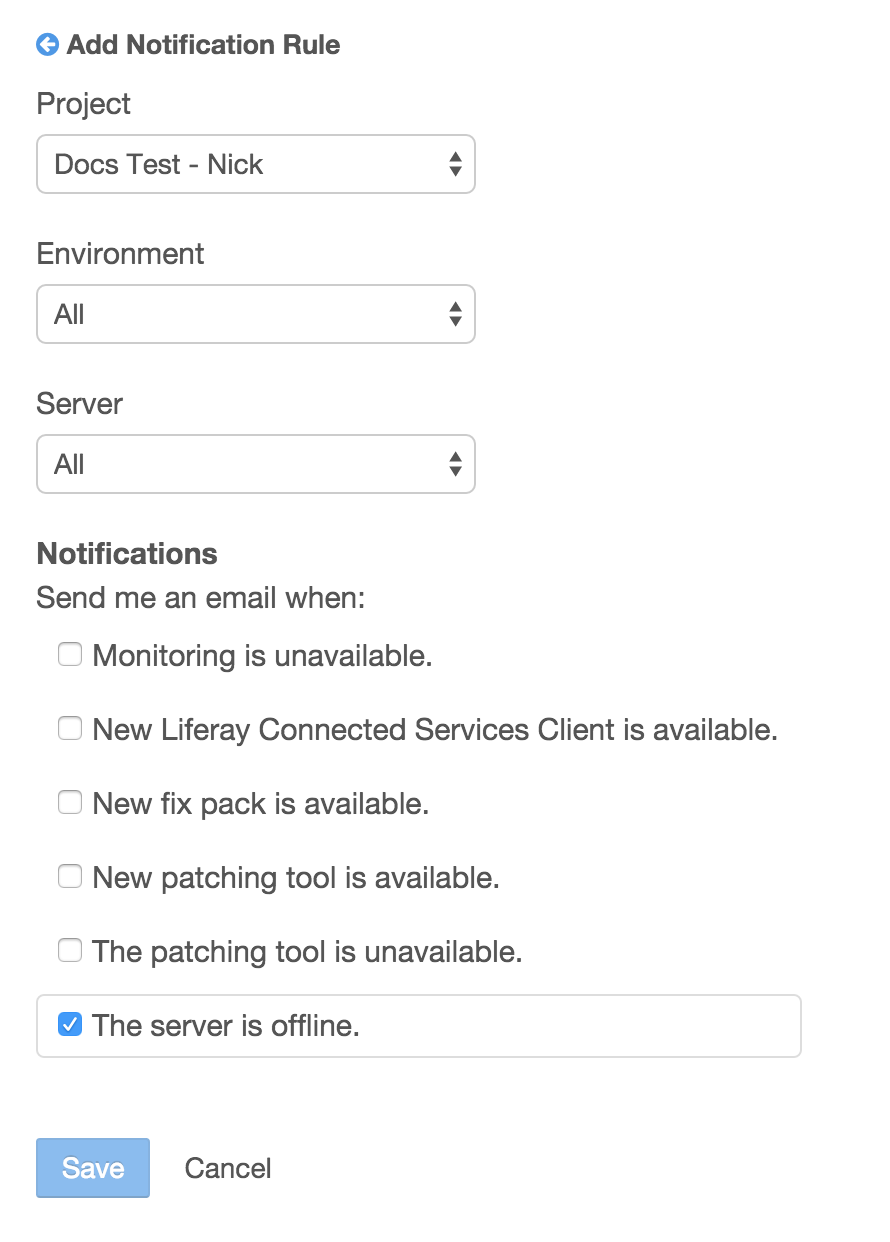 Add Notification Rule
Project
Docs Test - Nick
Environment
All
Server
All
Notifications
Send me an email when:
Monitoring is unavailable.
New Liferay Connected Services Client is available.
New fix pack is available.
New patching tool is available.
The patching tool is unavailable.
The server is offline.
Save Cancel